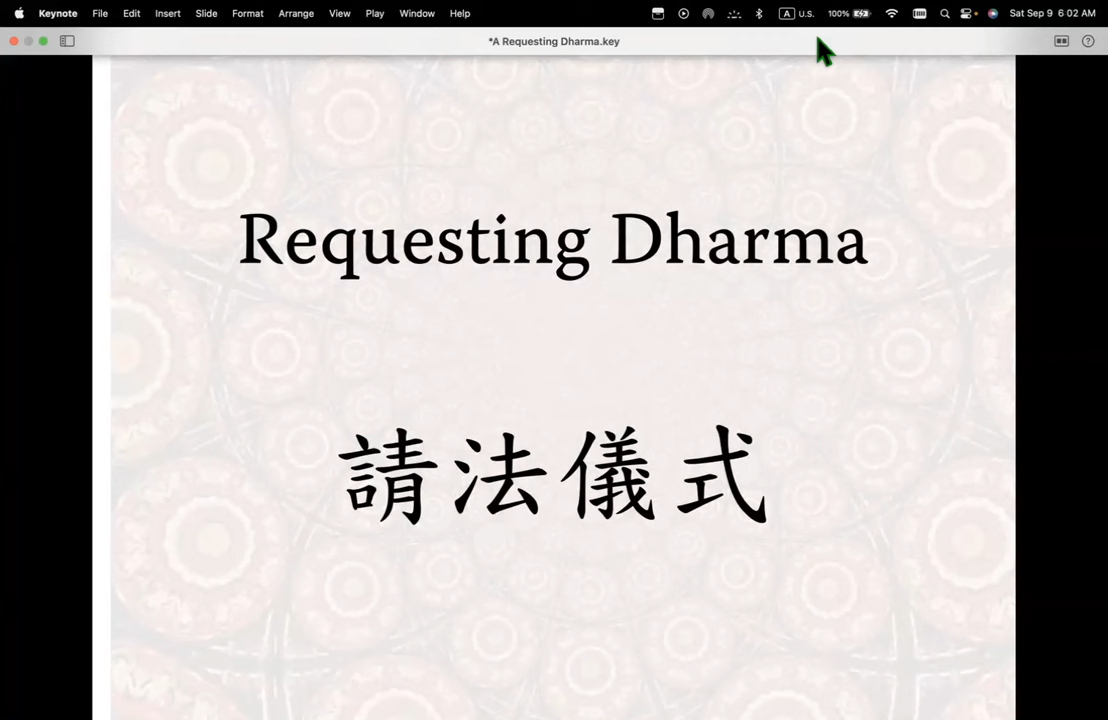 Keynote File Edit Insert Slide Format Arrange View Play Window Help A U.S. 100% Sat Sep 9 6:02 AM
*A Requesting Dharma.key
Requesting Dharma
請法儀式